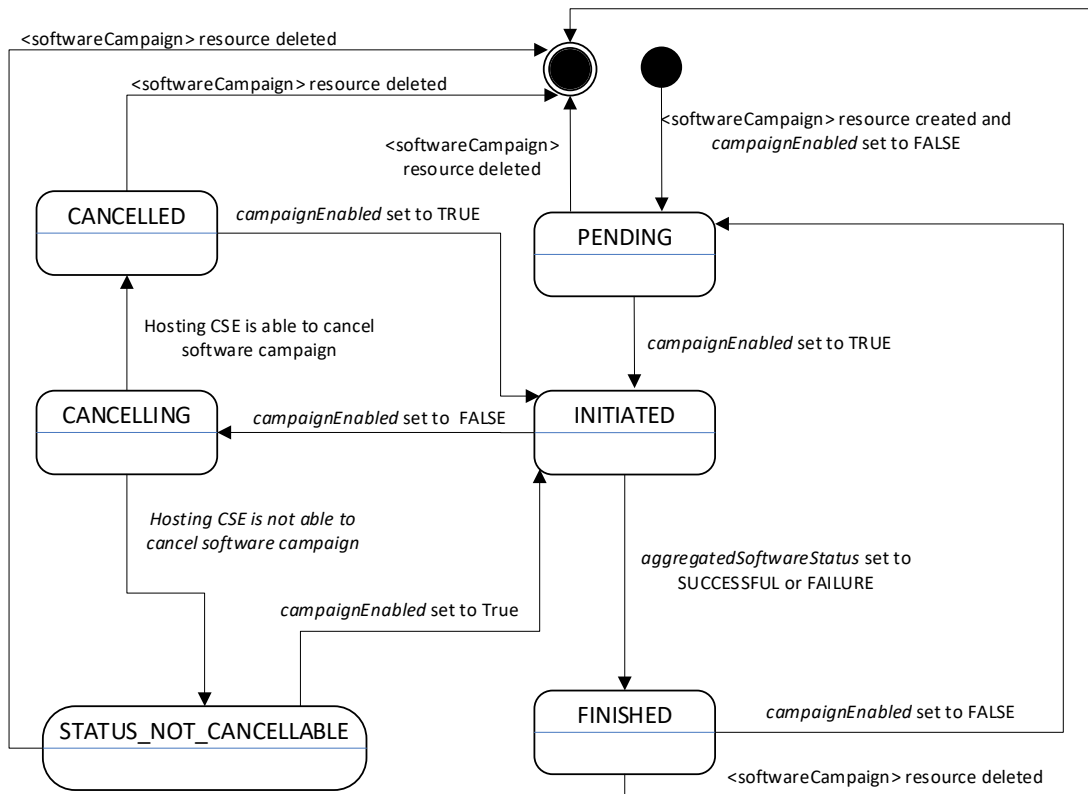 <softwareCampaign> resource deleted
<softwareCampaign> resource deleted
<softwareCampaign> resource created and
campaignEnabled set to FALSE
<softwareCampaign>
resource deleted
CANCELLED
campaignEnabled set to TRUE
PENDING
Hosting CSE is able to cancel
software campaign
campaignEnabled set to TRUE
CANCELLING
campaignEnabled set to FALSE
INITIATED
Hosting CSE is not able to
cancel software campaign
aggregatedSoftwareStatus set to
SUCCESSFUL or FAILURE
campaignEnabled set to True
STATUS_NOT_CANCELLABLE
FINISHED
campaignEnabled set to FALSE
<softwareCampaign> resource deleted